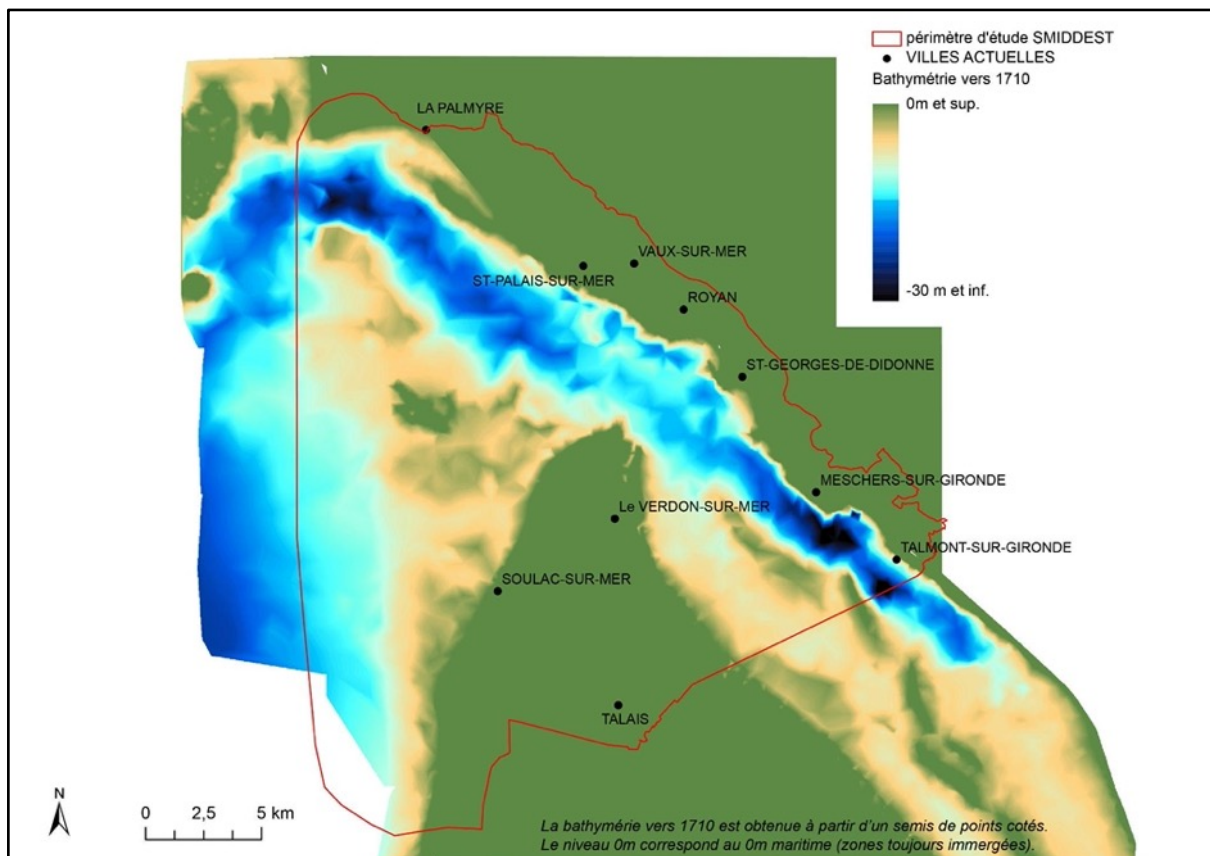 périmètre d'étude SMIDDEST
VILLES ACTUELLES
Bathymétrie vers 1710
0m et sup.
-30 m et inf.
LA PALMYRE
VAUX-SUR-MER
ST-PALAIS-SUR-MER
ROYAN
ST-GEORGES-DE-DIDONNE
MESCHERS-SUR-GIRONDE
Le VERDON-SUR-MER
TALMONT-SUR-GIRONDE
SOULAC-SUR-MER
TALAIS
N
0 2,5 5 km
La bathymérie vers 1710 est obtenue à partir d'un semis de points cotés.
Le niveau 0m correspond au 0m maritime (zones toujours immergées).